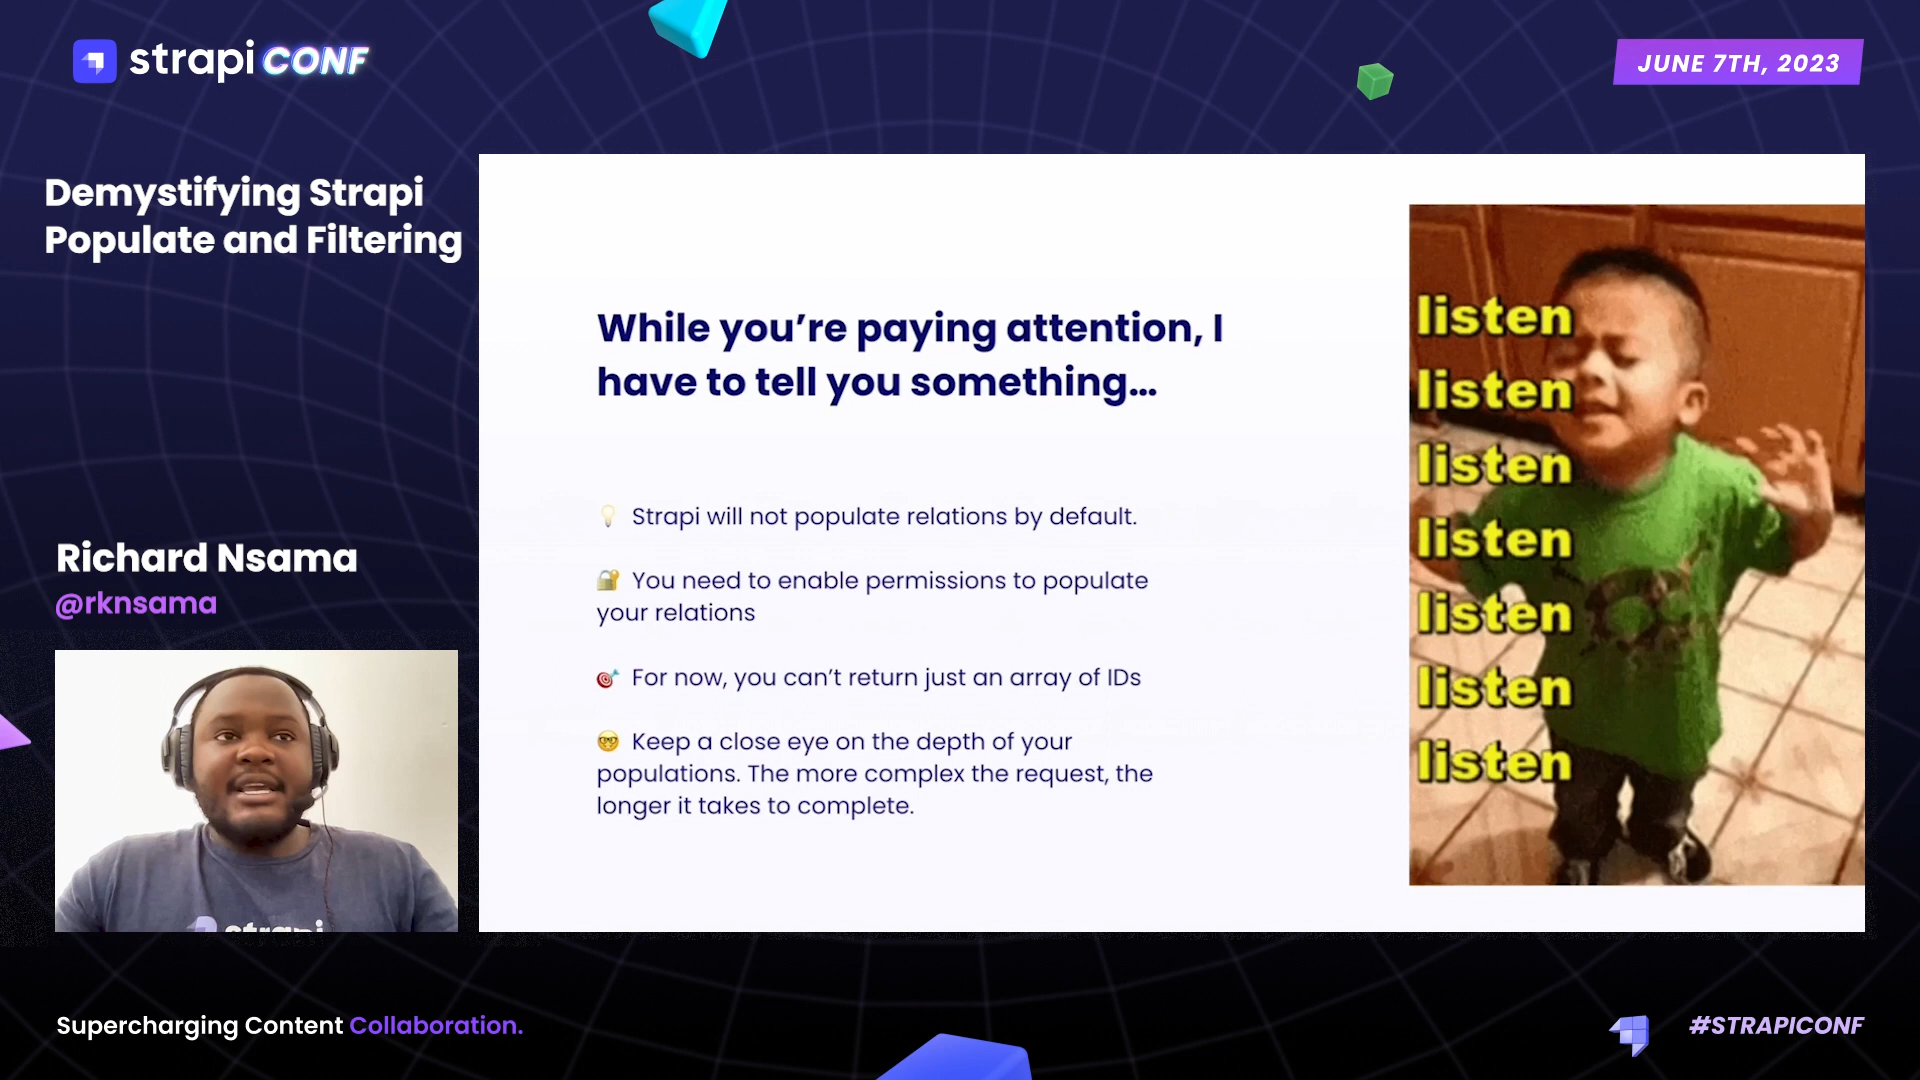 strapi CONF
JUNE 7TH, 2023
Demystifying Strapi
Populate and Filtering
While you’re paying attention, I
have to tell you something...
💡 Strapi will not populate relations by default.
🔐 You need to enable permissions to populate
your relations
🎯 For now, you can’t return just an array of IDs
🤓 Keep a close eye on the depth of your
populations. The more complex the request, the
longer it takes to complete.
listen
listen
listen
listen
listen
listen
listen
Richard Nsama
@rknsama
strapi
Supercharging Content Collaboration.
#STRAPICONF